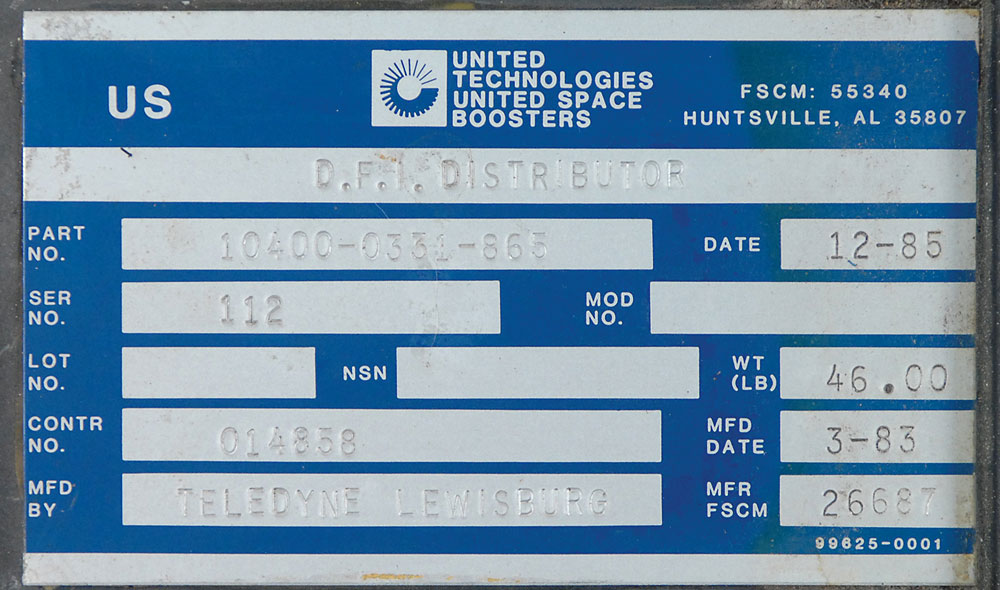 US
UNITED
TECHNOLOGIES
UNITED SPACE
BOOSTERS
FSCM: 55340
HUNTSVILLE, AL 35807
D.F.I. DISTRIBUTOR
PART NO. 10400-0331-865 DATE 12-85
SER NO. 112 MOD NO.
LOT NO. NSN WT (LB) 46.00
CONTR NO. 014838 MFD DATE 3-83
MFD BY TELEDYNE LEWISBURG MFR FSCM 26687
99625-0001